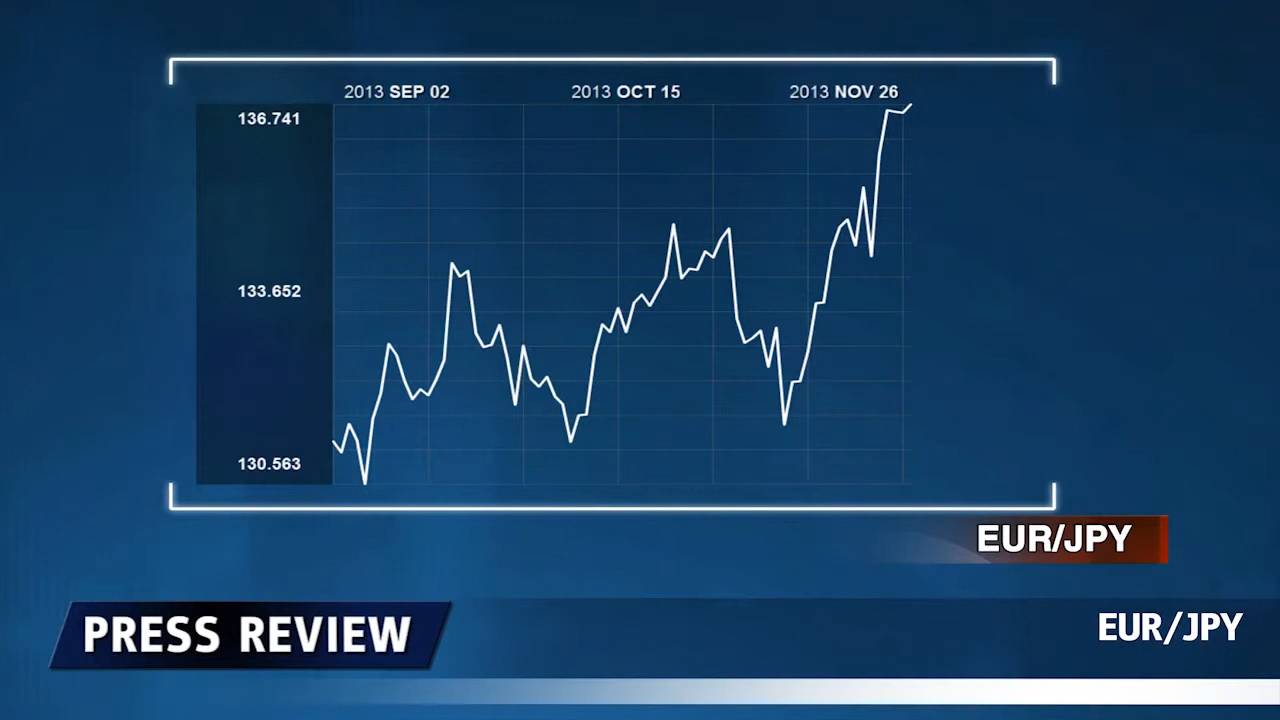 2013 SEP 02 2013 OCT 15 2013 NOV 26
136.741
133.652
130.563
EUR/JPY
PRESS REVIEW
EUR/JPY